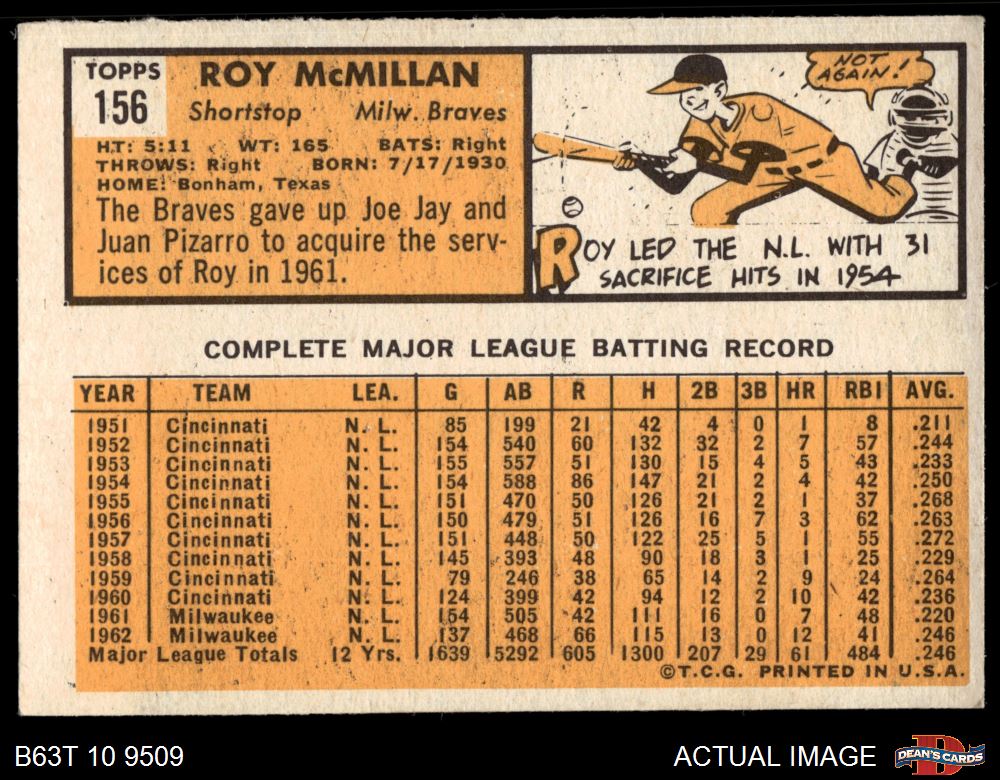 TOPPS
156
ROY McMILLAN
Shortstop Milw. Braves
HT: 5:11 WT: 165 BATS: Right
THROWS: Right BORN: 7/17/1930
HOME: Bonham, Texas
The Braves gave up Joe Jay and
Juan Pizarro to acquire the serv-
ices of Roy in 1961.
NOT
AGAIN!
ROY LED THE N.L. WITH 31
SACRIFICE HITS IN 1954
COMPLETE MAJOR LEAGUE BATTING RECORD
YEAR TEAM LEA. G AB R H 2B 3B HR RBI AVG.
1951 Cincinnati N. L. 85 199 21 42 4 0 1 8 .211
1952 Cincinnati N. L. 154 540 60 132 32 2 7 57 .244
1953 Cincinnati N. L. 155 557 51 130 15 4 5 43 .233
1954 Cincinnati N. L. 154 588 86 147 21 2 4 42 .250
1955 Cincinnati N. L. 151 470 50 126 21 2 1 37 .268
1956 Cincinnati N. L. 150 479 51 126 16 7 3 62 .263
1957 Cincinnati N. L. 151 448 50 122 25 5 1 55 .272
1958 Cincinnati N. L. 145 393 48 90 18 3 1 25 .229
1959 Cincinnati N. L. 79 246 38 65 14 2 9 24 .264
1960 Cincinnati N. L. 124 399 42 94 12 2 10 42 .236
1961 Milwaukee N. L. 154 505 42 111 16 0 7 48 .220
1962 Milwaukee N. L. 137 468 66 115 13 0 12 41 .246
Major League Totals 12 Yrs. 1639 5292 605 1300 207 29 61 484 .246
©T.C.G. PRINTED IN U.S.A.
B63T 10 9509
ACTUAL IMAGE
D
DEAN'S CARDS